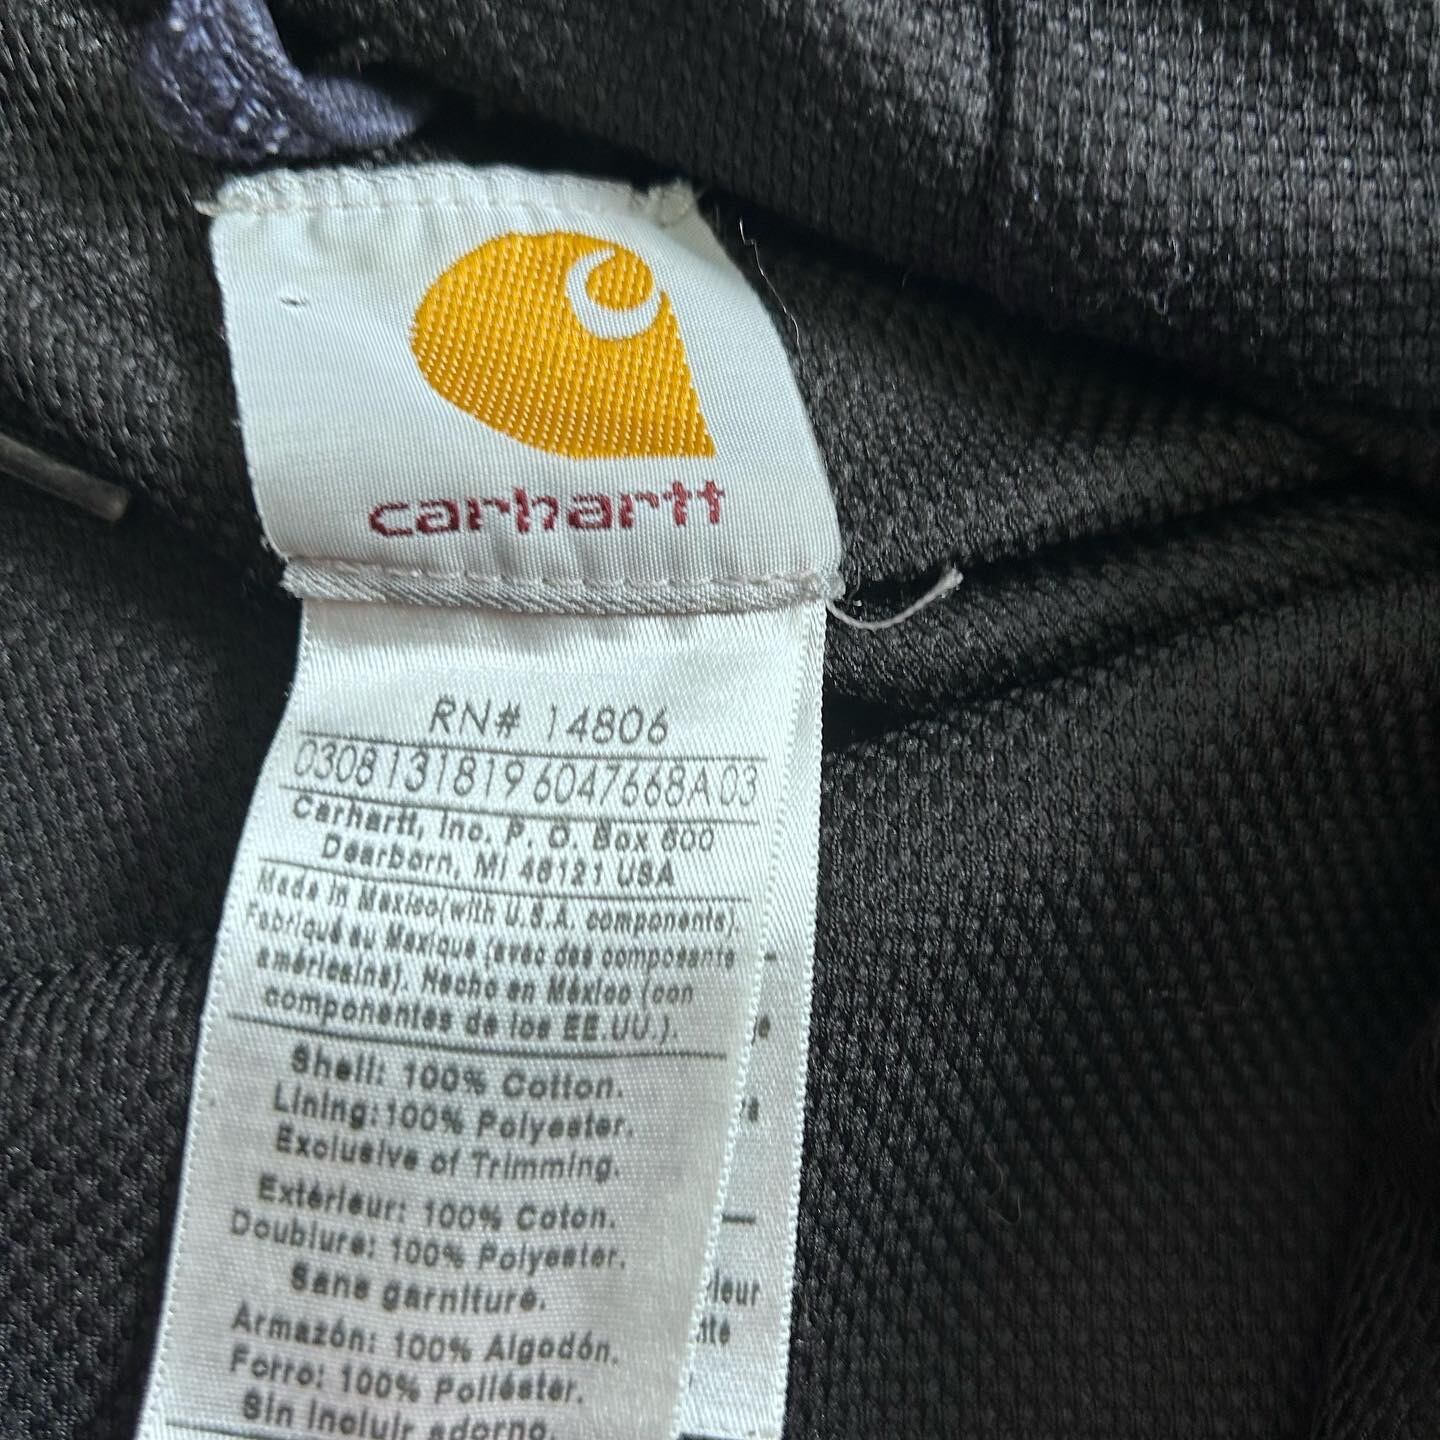 carhartt
RN# 14806
0308131819 6047668A03
Carhartt, Inc. P. O. Box 600
Dearborn, MI 48121 USA
Made in Mexico(with U.S.A. components).
Fabriqué au Mexique (avec des composants
américains). Hecho en México (con
componentes de los EE.UU.).
Shell: 100% Cotton.
Lining:100% Polyester.
Exclusive of Trimming.
Extérieur: 100% Coton.
Doublure: 100% Polyester.
Sans garniture.
Armazón: 100% Algodón.
Forro: 100% Poliéster.
Sin incluir adorno.